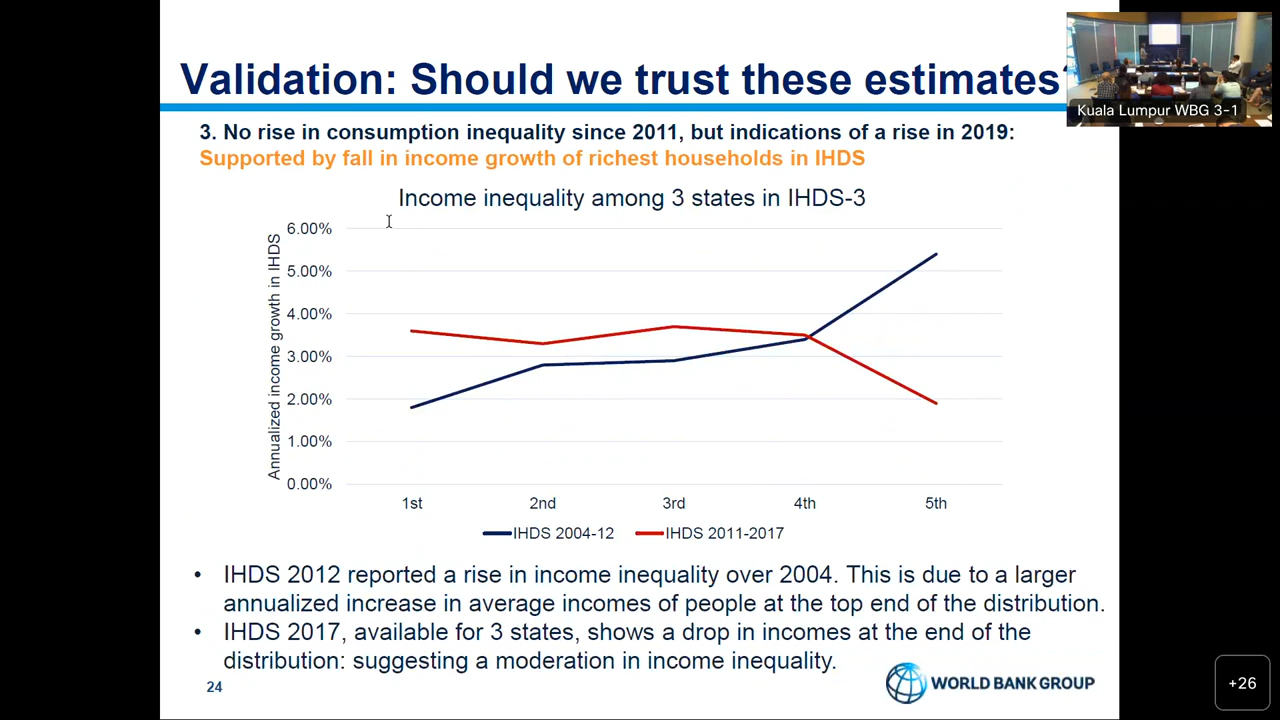 Validation: Should we trust these estimates
Kuala Lumpur WBG 3-1
3. No rise in consumption inequality since 2011, but indications of a rise in 2019:
Supported by fall in income growth of richest households in IHDS
Income inequality among 3 states in IHDS-3
Annualized income growth in IHDS
6.00%
5.00%
4.00%
3.00%
2.00%
1.00%
0.00%
1st 2nd 3rd 4th 5th
IHDS 2004-12 IHDS 2011-2017
• IHDS 2012 reported a rise in income inequality over 2004. This is due to a larger
annualized increase in average incomes of people at the top end of the distribution.
• IHDS 2017, available for 3 states, shows a drop in incomes at the end of the
distribution: suggesting a moderation in income inequality.
24
WORLD BANK GROUP
+26